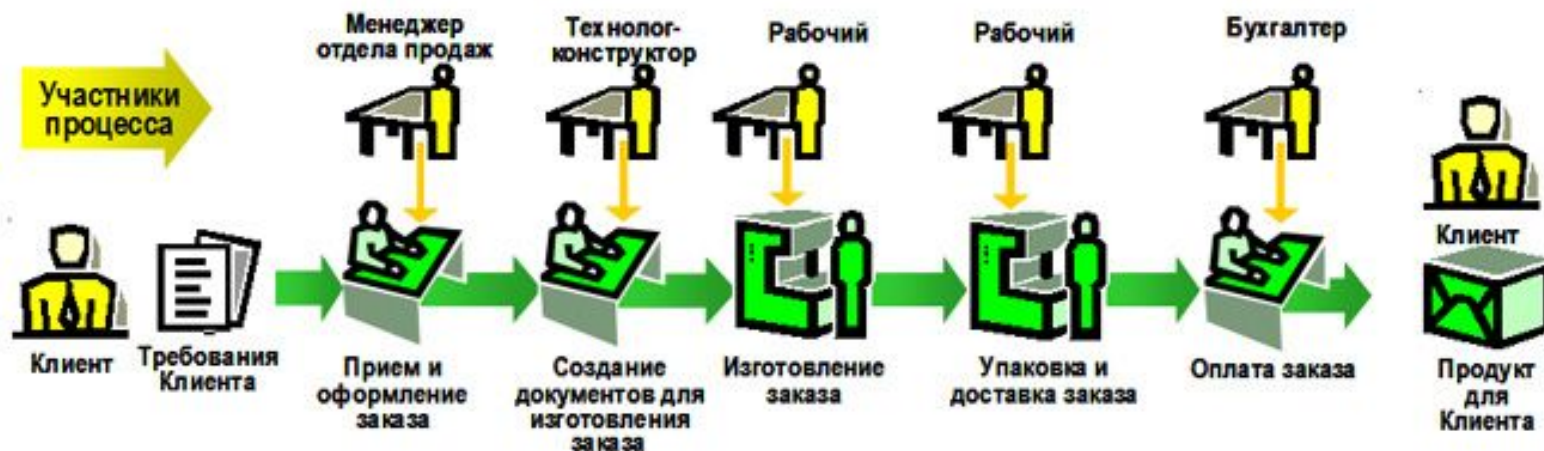 Менеджер
отдела продаж
Технолог-
конструктор
Рабочий
Рабочий
Бухгалтер
Участники
процесса
Клиент
Требования
Клиента
Прием и
оформление
заказа
Создание
документов для
изготовления
заказа
Изготовление
заказа
Упаковка и
доставка заказа
Оплата заказа
Клиент
Продукт
для
Клиента